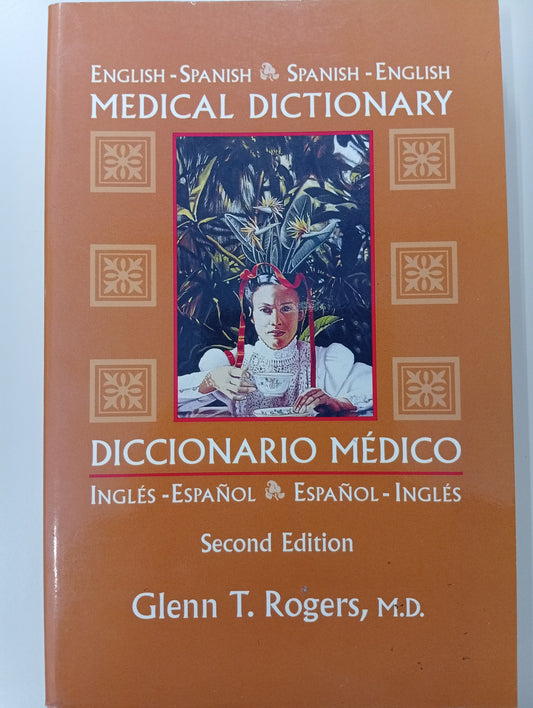 English - Spanish Spanish - English
MEDICAL DICTIONARY
DICCIONARIO MÉDICO
Inglés - Español Español - Inglés
Second Edition
Glenn T. Rogers, M.D.